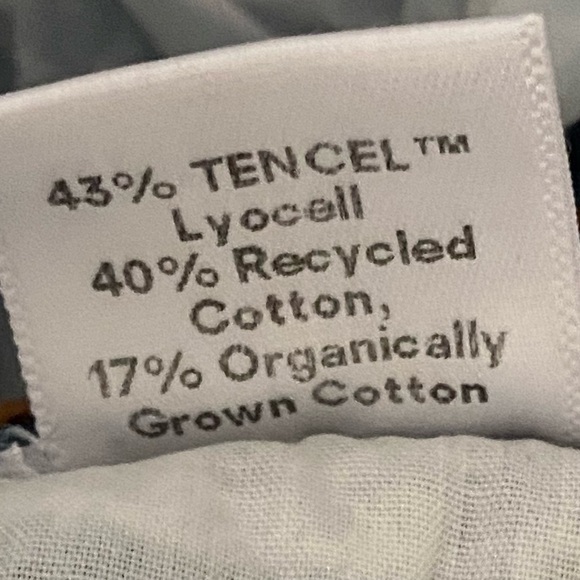 43% TENCEL™
Lyocell
40% Recycled
Cotton,
17% Organically
Grown Cotton